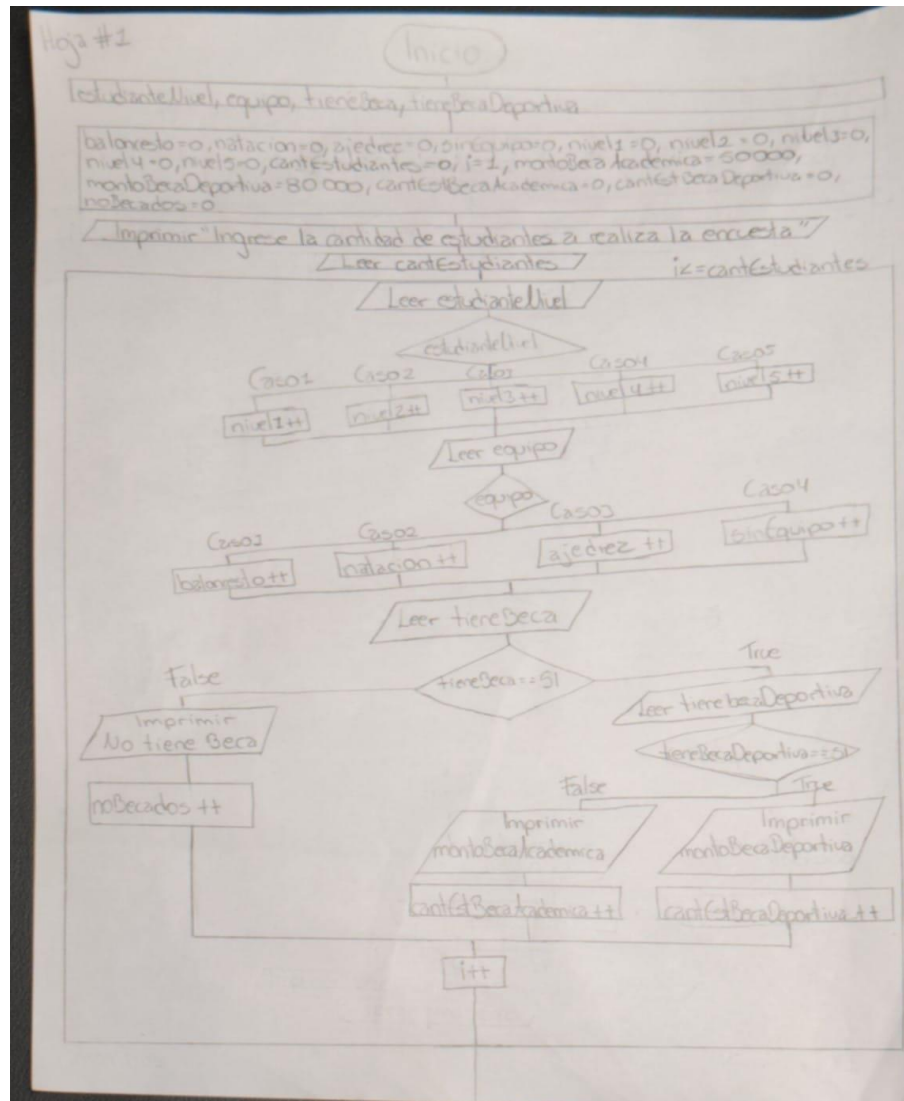 Hoja #1
Inicio
estudianteNivel, equipo, tieneBeca, tieneBecaDeportiva
baloncesto=0, natacion=0, ajedrez=0, sinEquipo=0, nivel1=0, nivel2=0, nivel3=0,
nivel4=0, nivel5=0, cantEstudiantes=0, i=1, montoBecaAcademica=50000,
montoBecaDeportiva=80 000, cantEstBecaAcademica=0, cantEstBecaDeportiva=0,
noBecados=0
Imprimir "Ingrese la cantidad de estudiantes a realiza la encuesta"
Leer cantEstudiantes
i<=cantEstudiantes
Leer estudianteNivel
estudianteNivel
Caso1 Caso2 Caso3 Caso4 Caso5
nivel1++ nivel2++ nivel3++ nivel4++ nivel5++
Leer equipo
equipo
Caso1 Caso2 Caso3 Caso4
baloncesto++ natacion++ ajedrez ++ sinEquipo++
Leer tieneBeca
tieneBeca==SI
False
True
Imprimir
No tiene Beca
Leer tienebecaDeportiva
tieneBecaDeportiva==SI
noBecados ++
False
True
Imprimir
montoBecaAcademica
Imprimir
montoBecaDeportiva
cantEstBecaAcademica++
cantEstBecaDeportiva++
i++